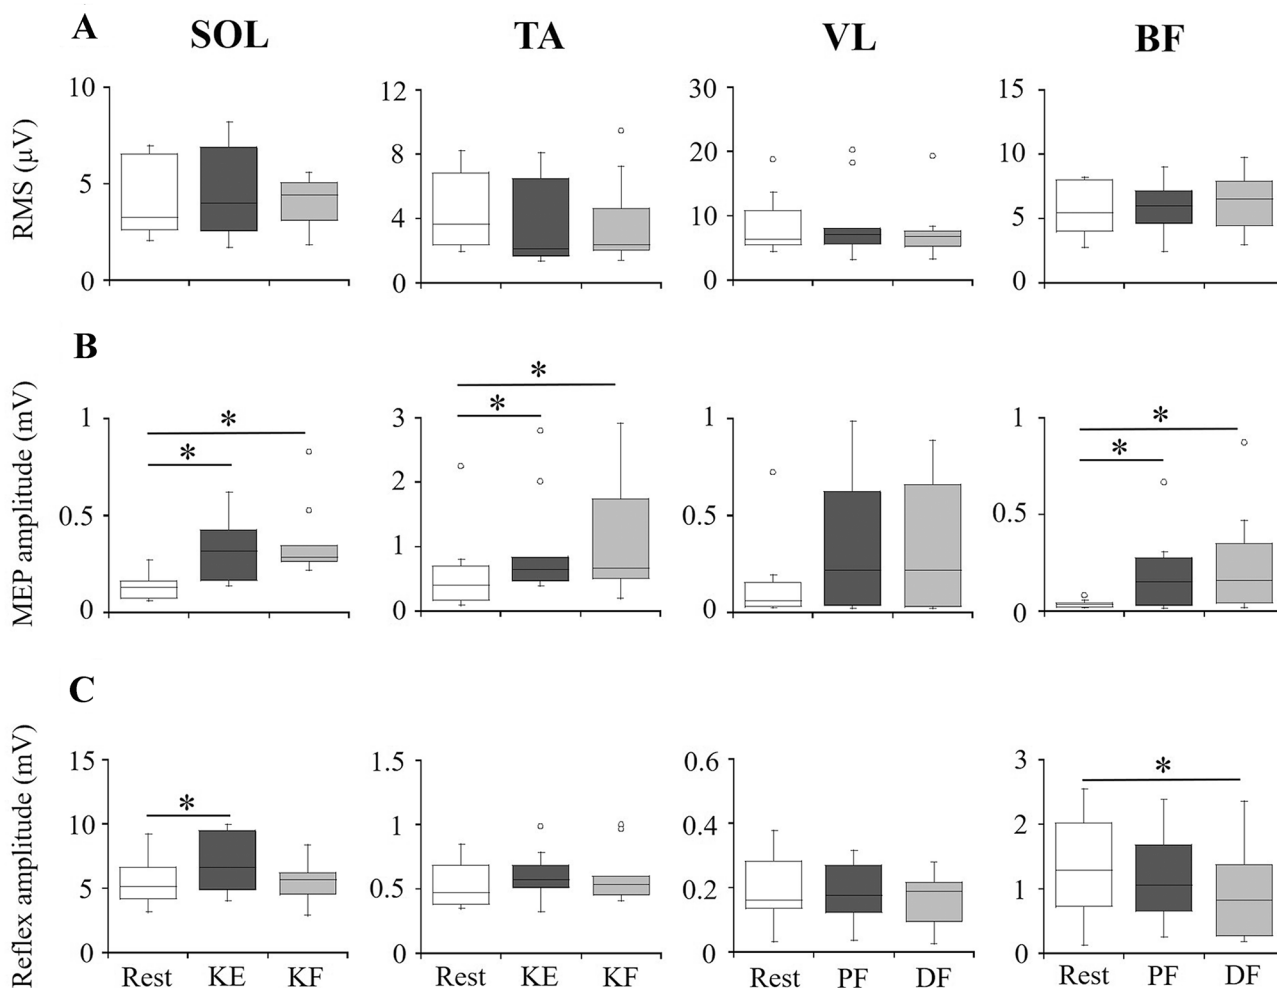 A
SOL TA VL BF
RMS (μV)
10 5 0
12 8 4 0
30 20 10 0
15 10 5 0
B
MEP amplitude (mV)
* *
1 0.5 0
* *
3 2 1 0
1 0.5 0
* *
1 0.5 0
C
Reflex amplitude (mV)
*
15 10 5 0
1.5 1 0.5 0
0.6 0.4 0.2 0
*
3 2 1 0
Rest KE KF Rest KE KF Rest PF DF Rest PF DF